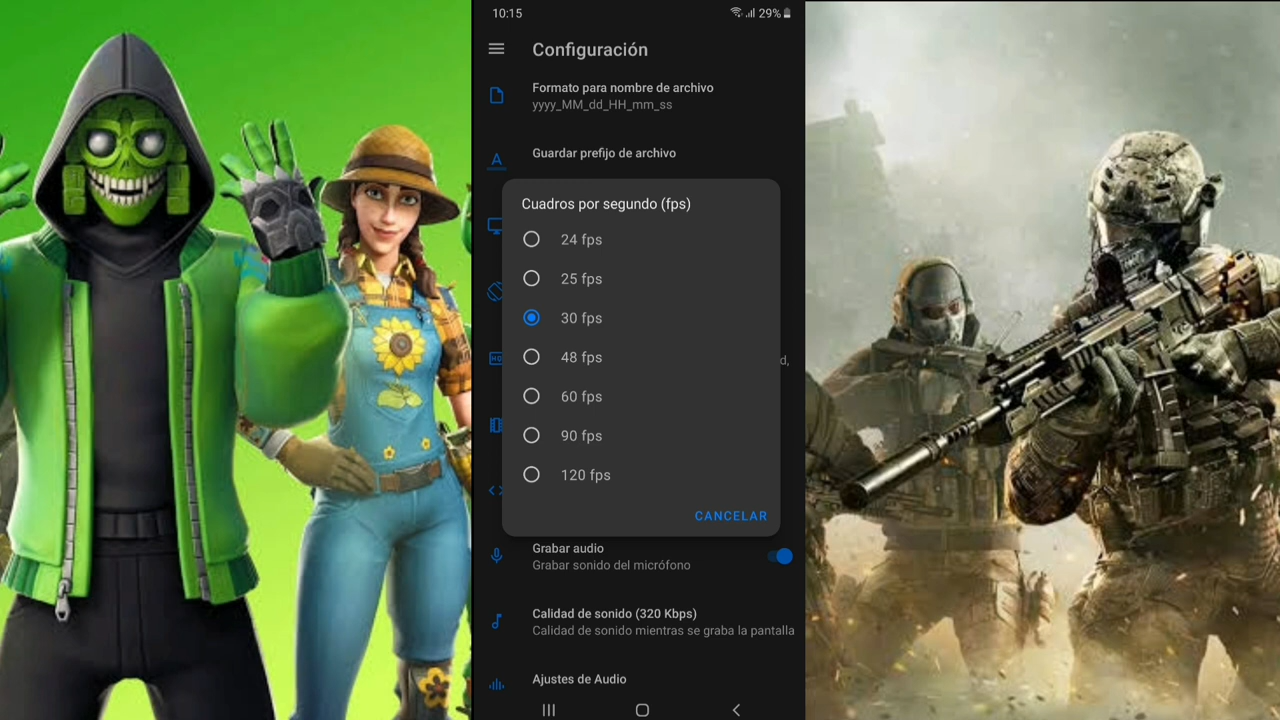 10:15
29%
Configuración
Formato para nombre de archivo
yyyy_MM_dd_HH_mm_ss
Guardar prefijo de archivo
Cuadros por segundo (fps)
24 fps
25 fps
30 fps
48 fps
60 fps
90 fps
120 fps
d,
CANCELAR
Grabar audio
Grabar sonido del micrófono
Calidad de sonido (320 Kbps)
Calidad de sonido mientras se graba la pantalla
Ajustes de Audio